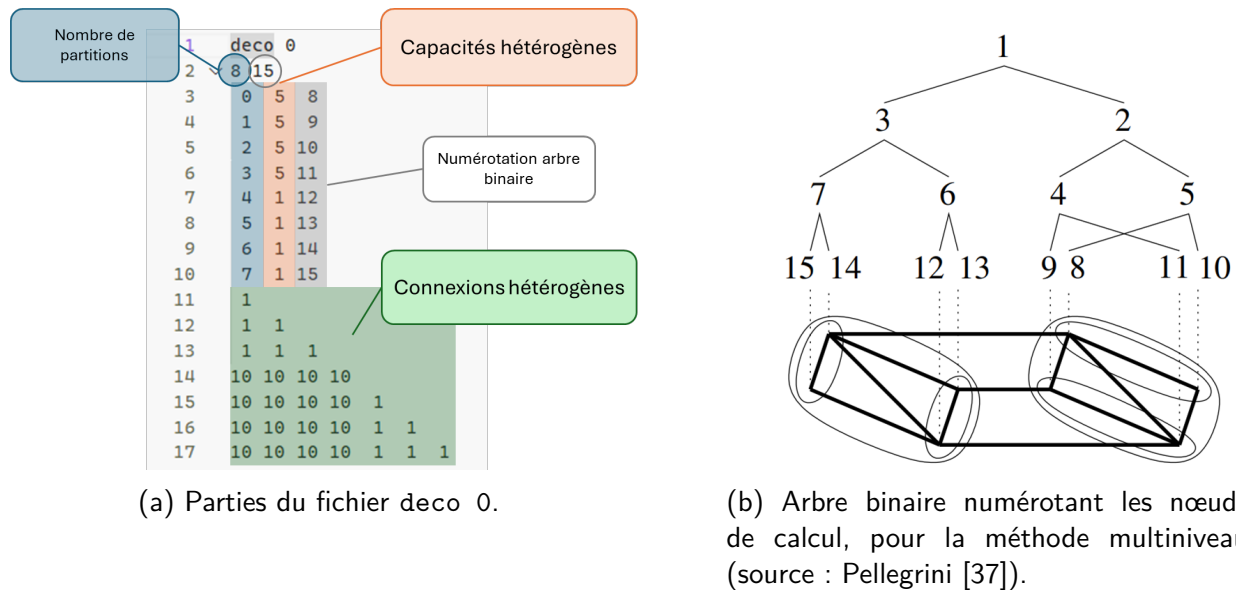 Nombre de
partitions
Capacités hétérogènes
Numérotation arbre
binaire
Connexions hétérogènes
1 deco 0
2 8 15
3 0 5 8
4 1 5 9
5 2 5 10
6 3 5 11
7 4 1 12
8 5 1 13
9 6 1 14
10 7 1 15
11 1
12 1 1
13 1 1 1
14 10 10 10 10
15 10 10 10 10 1
16 10 10 10 10 1 1
17 10 10 10 10 1 1 1
(a) Parties du fichier deco 0.
1
3 2
7 6 4 5
15 14 12 13 9 8 11 10
(b) Arbre binaire numérotant les nœud
de calcul, pour la méthode multiniveau
(source : Pellegrini [37]).